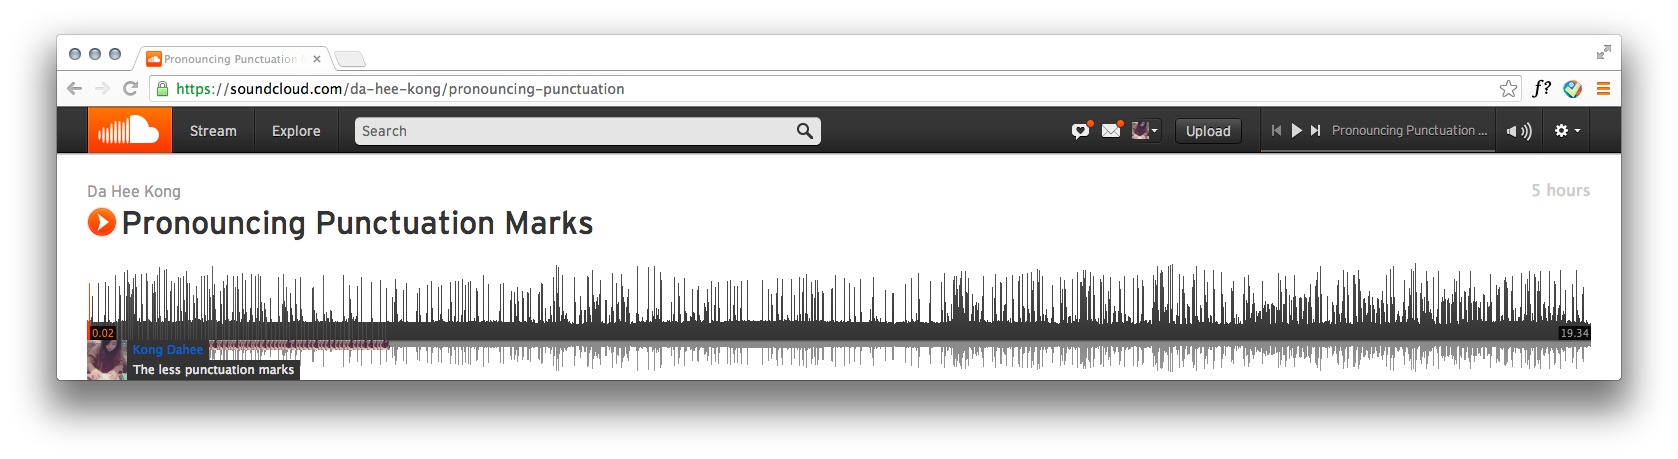 Pronouncing Punctuation M
https://soundcloud.com/da-hee-kong/pronouncing-punctuation
f?
Stream Explore Search Upload Pronouncing Punctuation ...
Da Hee Kong 5 hours
Pronouncing Punctuation Marks
0.02 19.34
Kong Dahee
The less punctuation marks